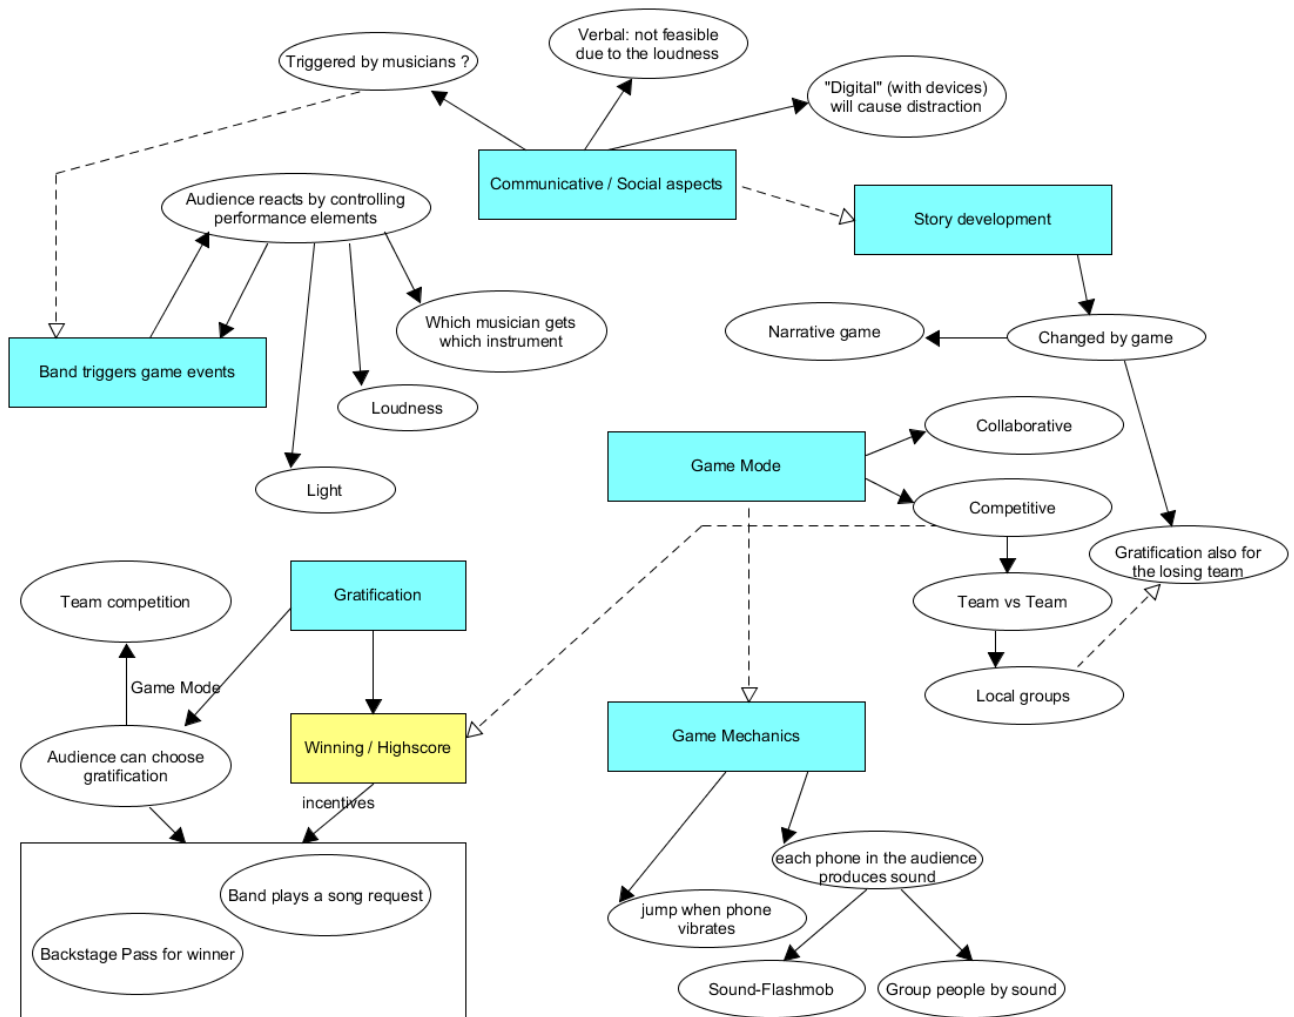 Verbal: not feasible
due to the loudness
Triggered by musicians ?
"Digital" (with devices)
will cause distraction
Communicative / Social aspects
Audience reacts by controlling
performance elements
Story development
Which musician gets
which instrument
Narrative game
Changed by game
Band triggers game events
Loudness
Collaborative
Game Mode
Light
Competitive
Gratification also for
the losing team
Team competition
Gratification
Team vs Team
Game Mode
Local groups
Audience can choose
gratification
Winning / Highscore
Game Mechanics
incentives
each phone in the audience
produces sound
Band plays a song request
jump when phone
vibrates
Backstage Pass for winner
Sound-Flashmob
Group people by sound